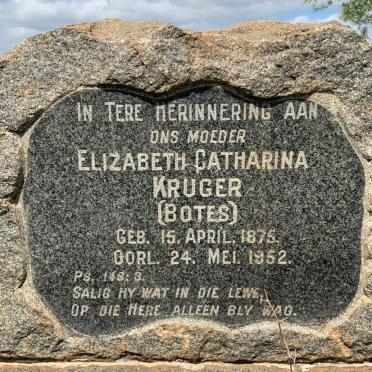 IN TERE HERINNERING AAN
ONS MOEDER
ELIZABETH CATHARINA
KRUGER
(BOTES)
GEB. 15. APRIL. 1875.
OORL. 24. MEI. 1952.
PS. 146: 3.
SALIG HY WAT IN DIE LEWE,
OP DIE HERE ALLEEN BLY WAG.